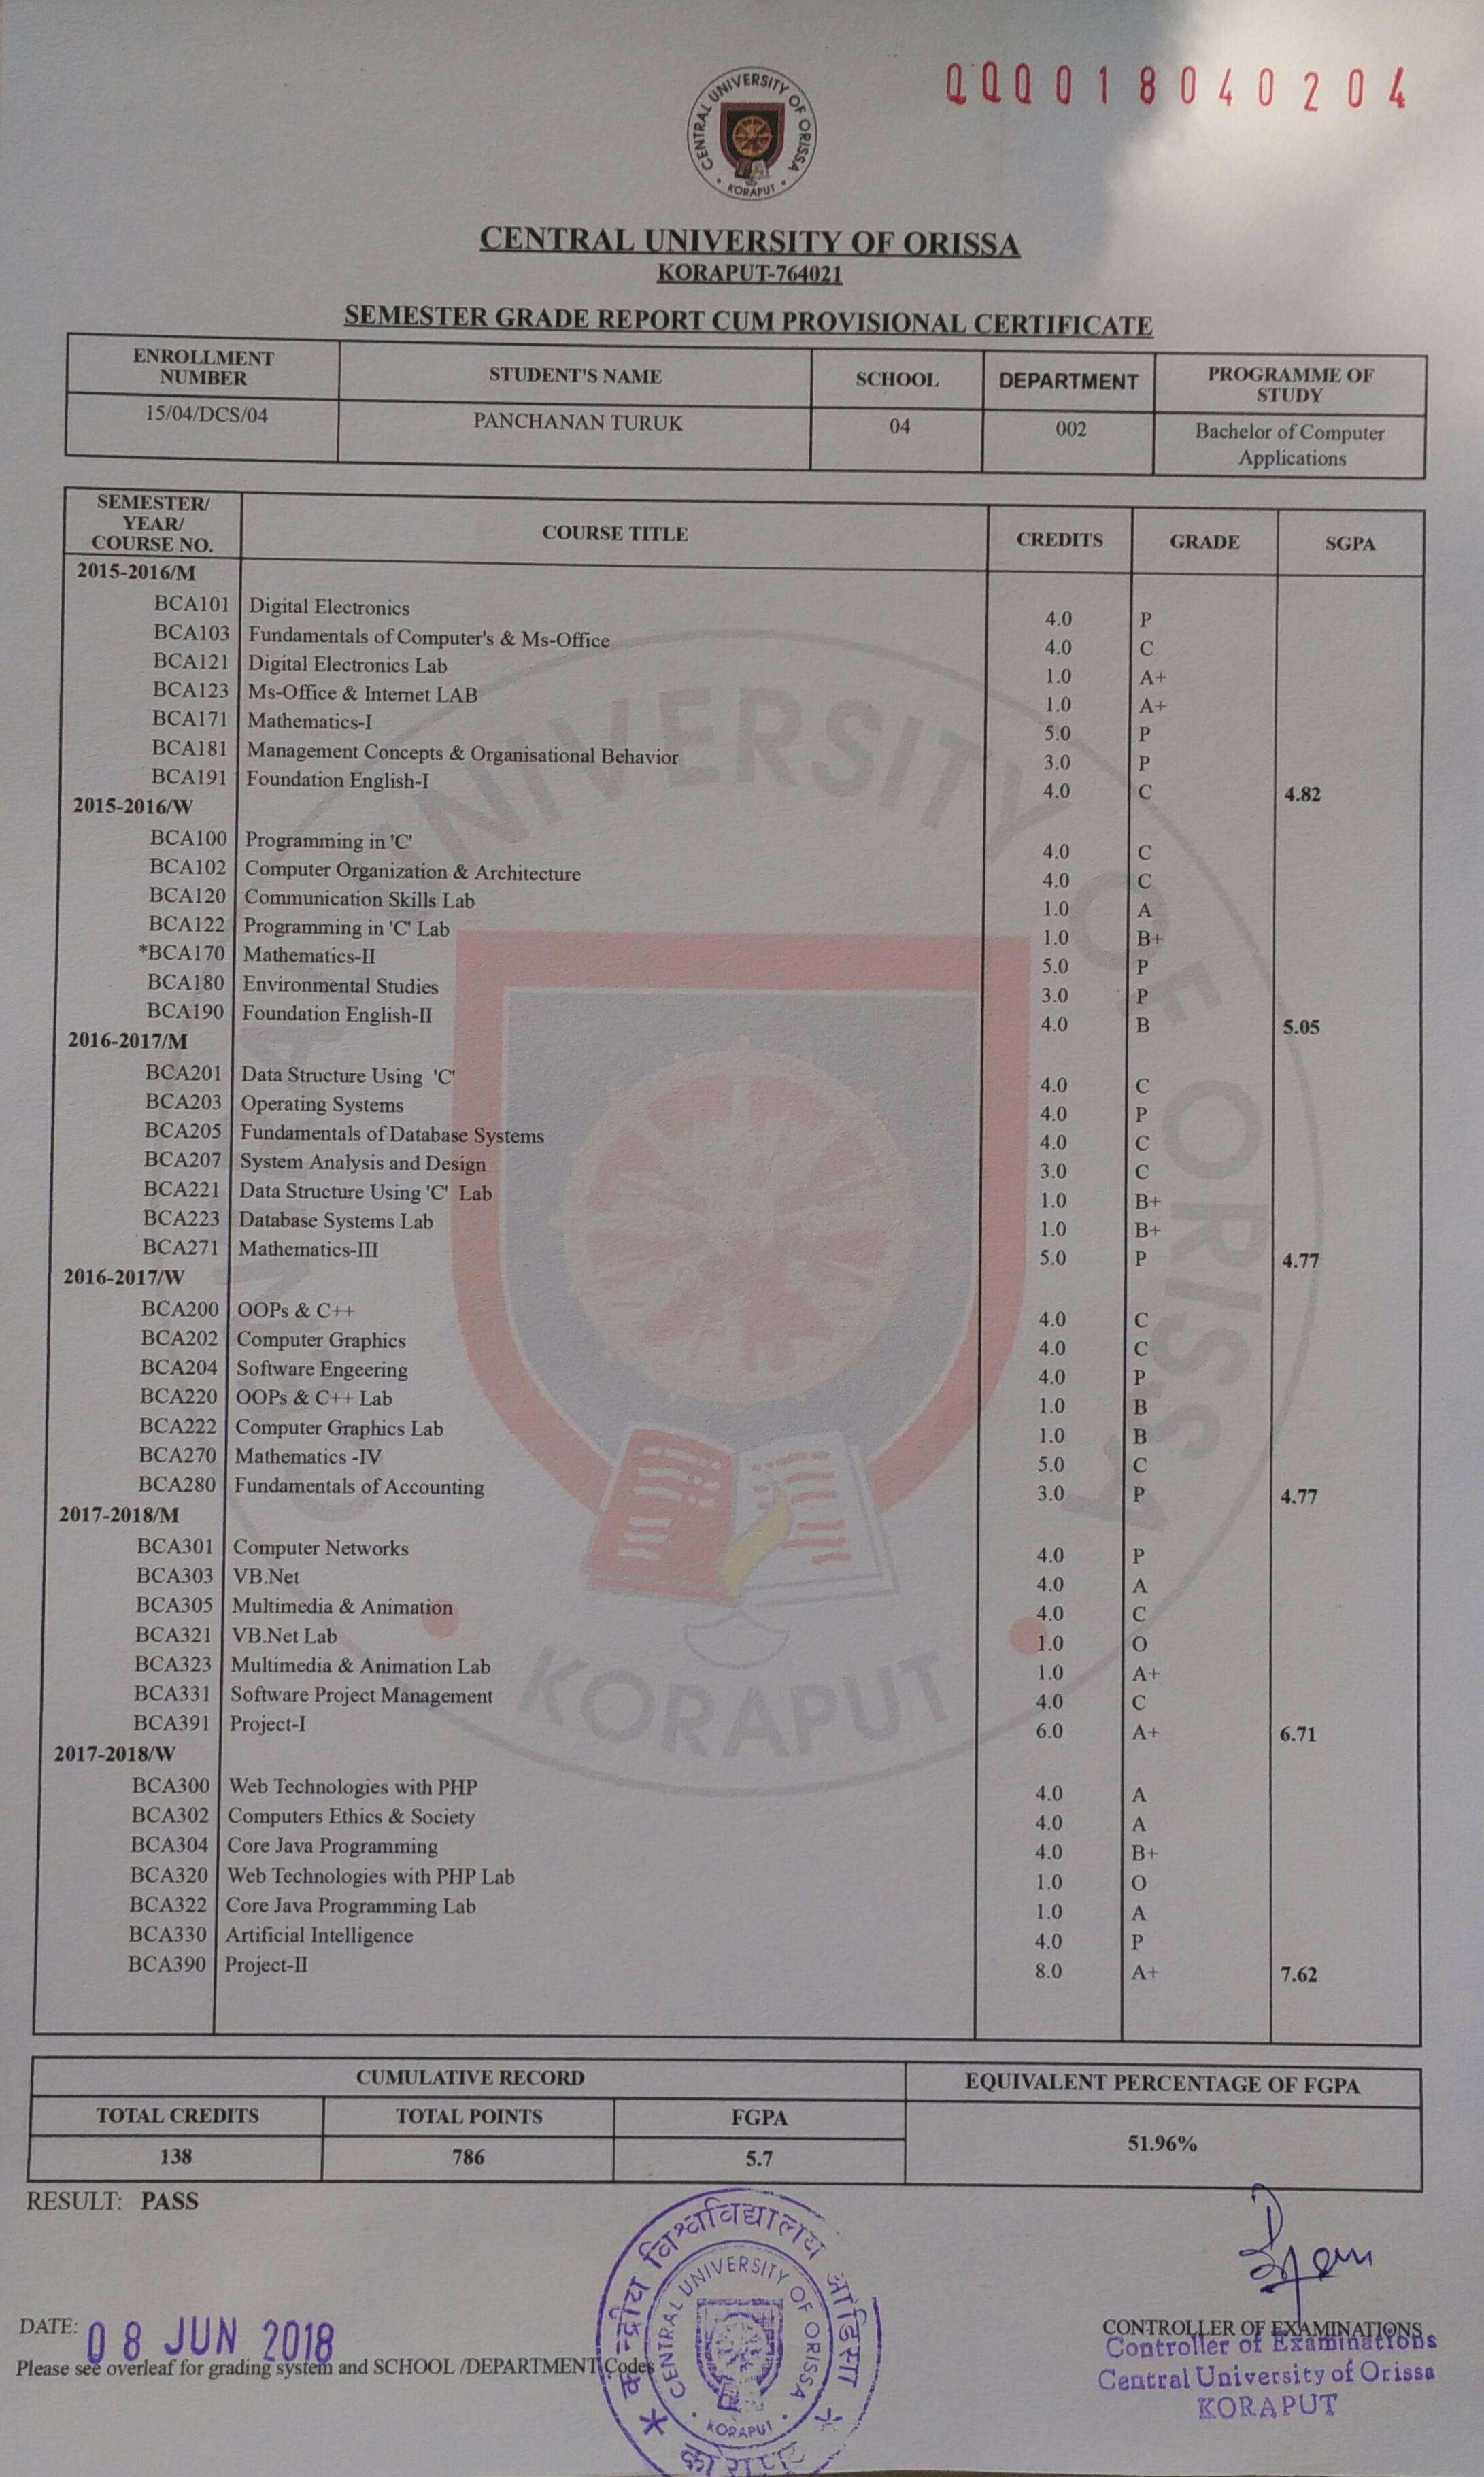 QQQ018040204
CENTRAL UNIVERSITY OF ORISSA
• KORAPUT •
CENTRAL UNIVERSITY OF ORISSA
KORAPUT-764021
SEMESTER GRADE REPORT CUM PROVISIONAL CERTIFICATE
ENROLLMENT NUMBER STUDENT'S NAME SCHOOL DEPARTMENT PROGRAMME OF STUDY
15/04/DCS/04 PANCHANAN TURUK 04 002 Bachelor of Computer Applications
SEMESTER/ YEAR/ COURSE NO. COURSE TITLE CREDITS GRADE SGPA
2015-2016/M
BCA101 Digital Electronics 4.0 P
BCA103 Fundamentals of Computer's & Ms-Office 4.0 C
BCA121 Digital Electronics Lab 1.0 A+
BCA123 Ms-Office & Internet LAB 1.0 A+
BCA171 Mathematics-I 5.0 P
BCA181 Management Concepts & Organisational Behavior 3.0 P
BCA191 Foundation English-I 4.0 C 4.82
2015-2016/W
BCA100 Programming in 'C' 4.0 C
BCA102 Computer Organization & Architecture 4.0 C
BCA120 Communication Skills Lab 1.0 A
BCA122 Programming in 'C' Lab 1.0 B+
*BCA170 Mathematics-II 5.0 P
BCA180 Environmental Studies 3.0 P
BCA190 Foundation English-II 4.0 B 5.05
2016-2017/M
BCA201 Data Structure Using 'C' 4.0 C
BCA203 Operating Systems 4.0 P
BCA205 Fundamentals of Database Systems 4.0 C
BCA207 System Analysis and Design 3.0 C
BCA221 Data Structure Using 'C' Lab 1.0 B+
BCA223 Database Systems Lab 1.0 B+
BCA271 Mathematics-III 5.0 P 4.77
2016-2017/W
BCA200 OOPs & C++ 4.0 C
BCA202 Computer Graphics 4.0 C
BCA204 Software Engeering 4.0 P
BCA220 OOPs & C++ Lab 1.0 B
BCA222 Computer Graphics Lab 1.0 B
BCA270 Mathematics -IV 5.0 C
BCA280 Fundamentals of Accounting 3.0 P 4.77
2017-2018/M
BCA301 Computer Networks 4.0 P
BCA303 VB.Net 4.0 A
BCA305 Multimedia & Animation 4.0 C
BCA321 VB.Net Lab 1.0 O
BCA323 Multimedia & Animation Lab 1.0 A+
BCA331 Software Project Management 4.0 C
BCA391 Project-I 6.0 A+ 6.71
2017-2018/W
BCA300 Web Technologies with PHP 4.0 A
BCA302 Computers Ethics & Society 4.0 A
BCA304 Core Java Programming 4.0 B+
BCA320 Web Technologies with PHP Lab 1.0 O
BCA322 Core Java Programming Lab 1.0 A
BCA330 Artificial Intelligence 4.0 P
BCA390 Project-II 8.0 A+ 7.62
CENTRAL UNIVERSITY OF ORISSA
KORAPUT
CUMULATIVE RECORD EQUIVALENT PERCENTAGE OF FGPA
TOTAL CREDITS TOTAL POINTS FGPA
138 786 5.7 51.96%
RESULT: PASS
केन्द्रीय विश्वविद्यालय ओडिशा
CENTRAL UNIVERSITY OF ORISSA
• KORAPUT •
DATE: 08 JUN 2018
CONTROLLER OF EXAMINATIONS
Controller of Examinations
Please see overleaf for grading system and SCHOOL /DEPARTMENT Codes
Central University of Orissa
KORAPUT